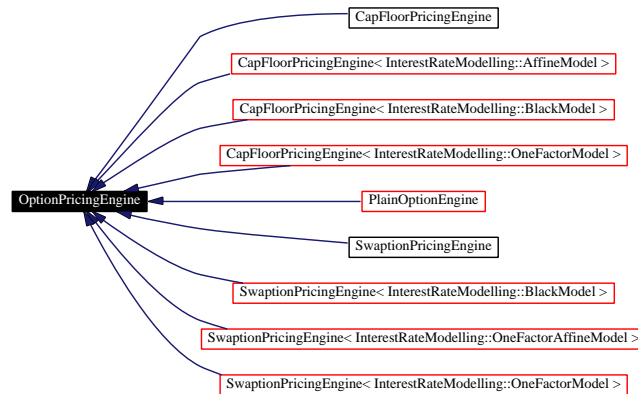 CapFloorPricingEngine
CapFloorPricingEngine< InterestRateModelling::AffineModel >
CapFloorPricingEngine< InterestRateModelling::BlackModel >
CapFloorPricingEngine< InterestRateModelling::OneFactorModel >
OptionPricingEngine
PlainOptionEngine
SwaptionPricingEngine
SwaptionPricingEngine< InterestRateModelling::BlackModel >
SwaptionPricingEngine< InterestRateModelling::OneFactorAffineModel >
SwaptionPricingEngine< InterestRateModelling::OneFactorModel >